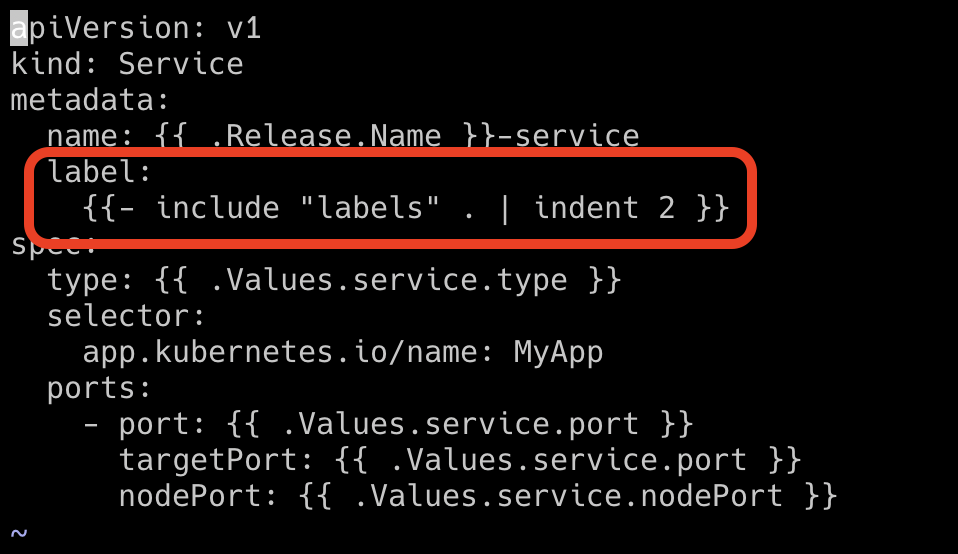 apiVersion: v1
kind: Service
metadata:
  name: {{ .Release.Name }}-service
  label:
    {{- include "labels" . | indent 2 }}
spec:
  type: {{ .Values.service.type }}
  selector:
    app.kubernetes.io/name: MyApp
  ports:
    - port: {{ .Values.service.port }}
      targetPort: {{ .Values.service.port }}
      nodePort: {{ .Values.service.nodePort }}
~